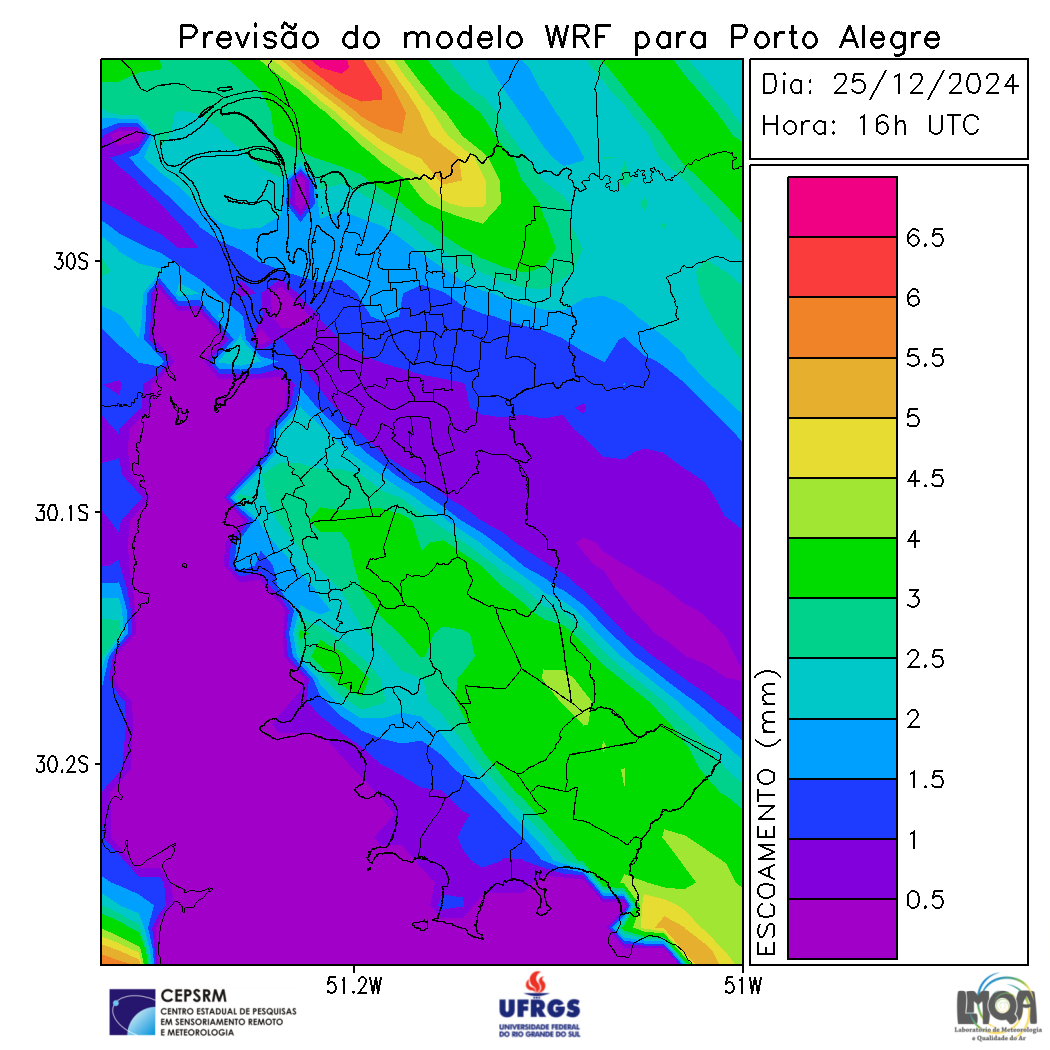 Previsão do modelo WRF para Porto Alegre
Dia: 25/12/2024
Hora: 16h UTC
30S
30.1S
30.2S
51.2W
51W
ESCOAMENTO (mm)
6.5
6
5.5
5
4.5
4
3
2.5
2
1.5
1
0.5
CEPSRM
CENTRO ESTADUAL DE PESQUISAS
EM SENSORIAMENTO REMOTO
E METEOROLOGIA
UFRGS
UNIVERSIDADE FEDERAL
DO RIO GRANDE DO SUL
LMQA
Laboratório de Meteorologia
e Qualidade do Ar